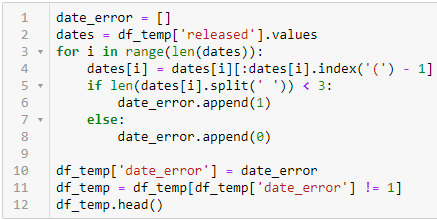 1 date_error = []
2 dates = df_temp['released'].values
3 for i in range(len(dates)):
4     dates[i] = dates[i][:dates[i].index('(') - 1]
5     if len(dates[i].split(' ')) < 3:
6         date_error.append(1)
7     else:
8         date_error.append(0)
9
10 df_temp['date_error'] = date_error
11 df_temp = df_temp[df_temp['date_error'] != 1]
12 df_temp.head()